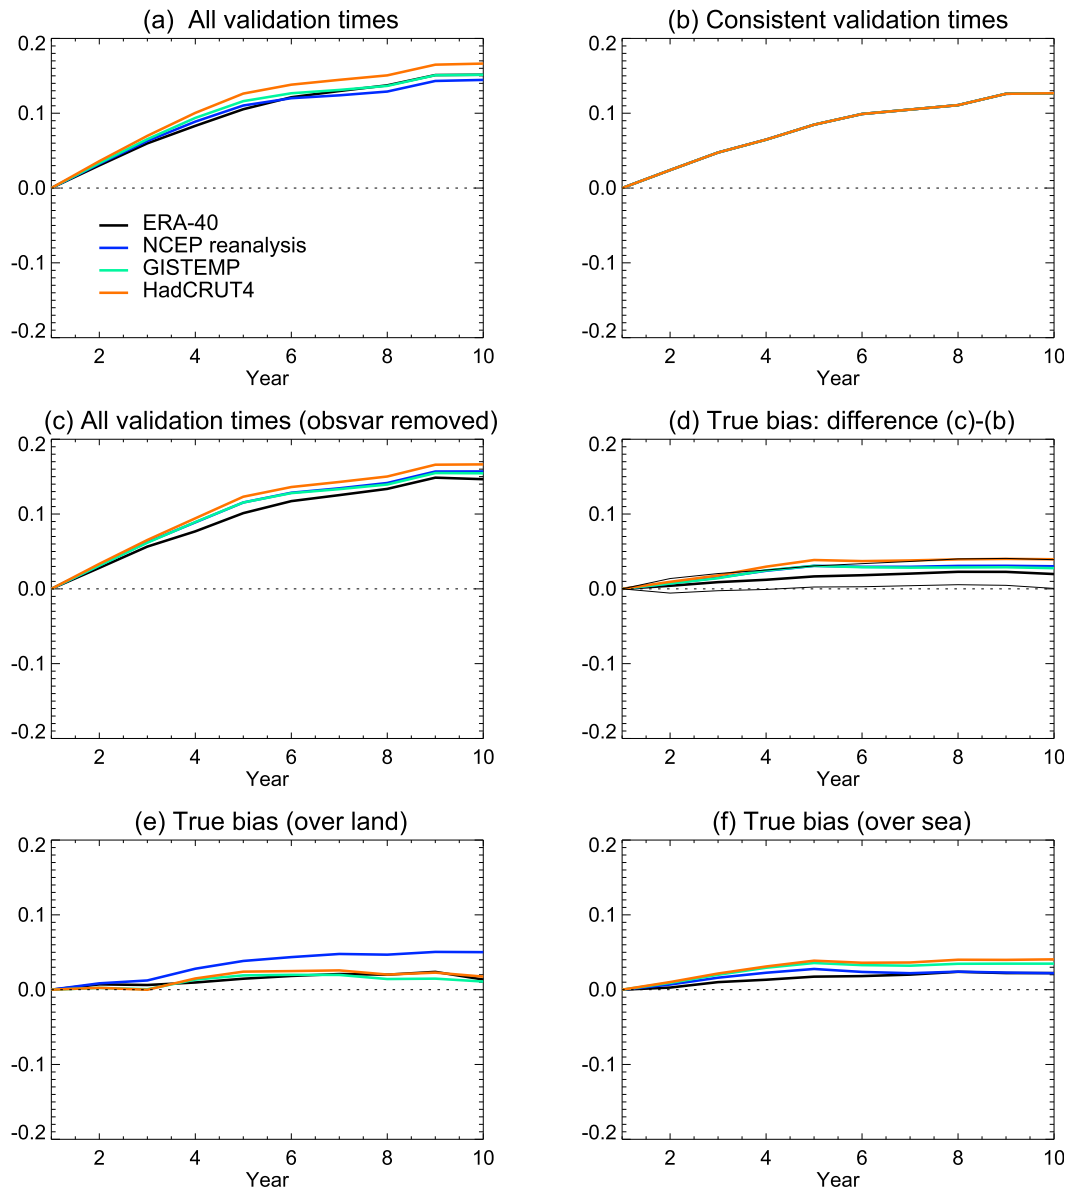 (a)  All validation times
(b) Consistent validation times
0.2
0.1
0.0
-0.1
-0.2
ERA-40
NCEP reanalysis
GISTEMP
HadCRUT4
2 4 6 8 10
Year
0.2
0.1
0.0
-0.1
-0.2
2 4 6 8 10
Year
(c) All validation times (obsvar removed)
(d) True bias: difference (c)-(b)
0.2
0.1
0.0
-0.1
-0.2
2 4 6 8 10
Year
0.2
0.1
0.0
-0.1
-0.2
2 4 6 8 10
Year
(e) True bias (over land)
(f) True bias (over sea)
0.2
0.1
0.0
-0.1
-0.2
2 4 6 8 10
Year
0.2
0.1
0.0
-0.1
-0.2
2 4 6 8 10
Year